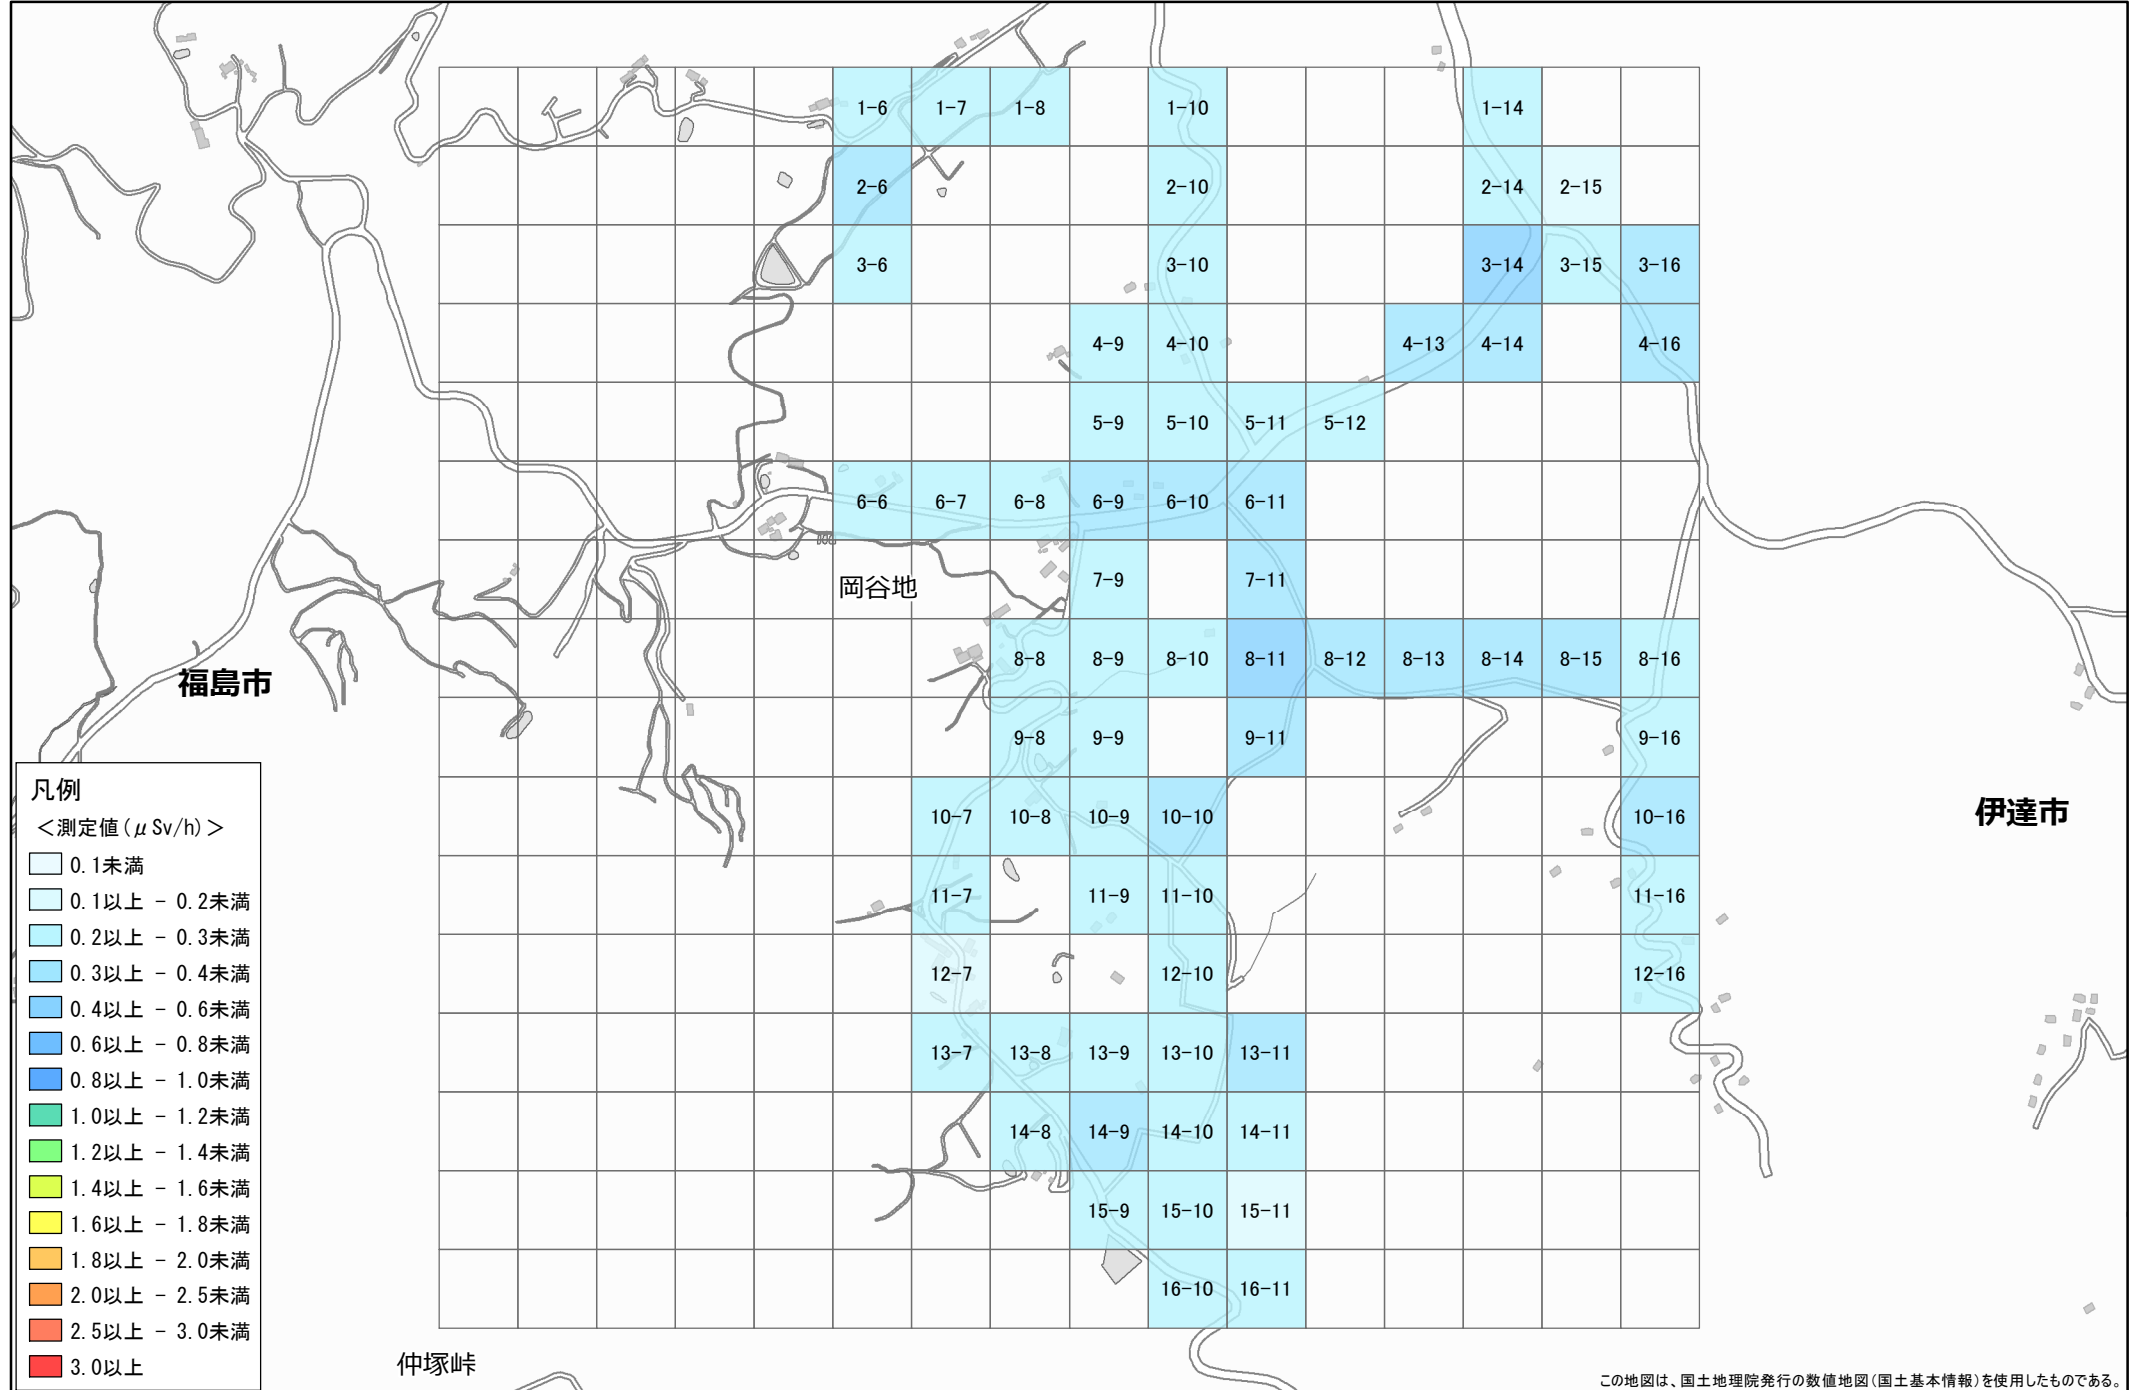 1-6 1-7 1-8 1-10 1-14
2-6 2-10 2-14 2-15
3-6 3-10 3-14 3-15 3-16
4-9 4-10 4-13 4-14 4-16
5-9 5-10 5-11 5-12
6-6 6-7 6-8 6-9 6-10 6-11
7-9 7-11
岡谷地
8-8 8-9 8-10 8-11 8-12 8-13 8-14 8-15 8-16
福島市
9-8 9-9 9-11 9-16
10-7 10-8 10-9 10-10 10-16
伊達市
11-7 11-9 11-10 11-16
12-7 12-10 12-16
13-7 13-8 13-9 13-10 13-11
14-8 14-9 14-10 14-11
15-9 15-10 15-11
16-10 16-11
凡例
＜測定値(μSv/h)＞
0.1未満
0.1以上 - 0.2未満
0.2以上 - 0.3未満
0.3以上 - 0.4未満
0.4以上 - 0.6未満
0.6以上 - 0.8未満
0.8以上 - 1.0未満
1.0以上 - 1.2未満
1.2以上 - 1.4未満
1.4以上 - 1.6未満
1.6以上 - 1.8未満
1.8以上 - 2.0未満
2.0以上 - 2.5未満
2.5以上 - 3.0未満
3.0以上
仲塚峠
この地図は、国土地理院発行の数値地図(国土基本情報)を使用したものである。